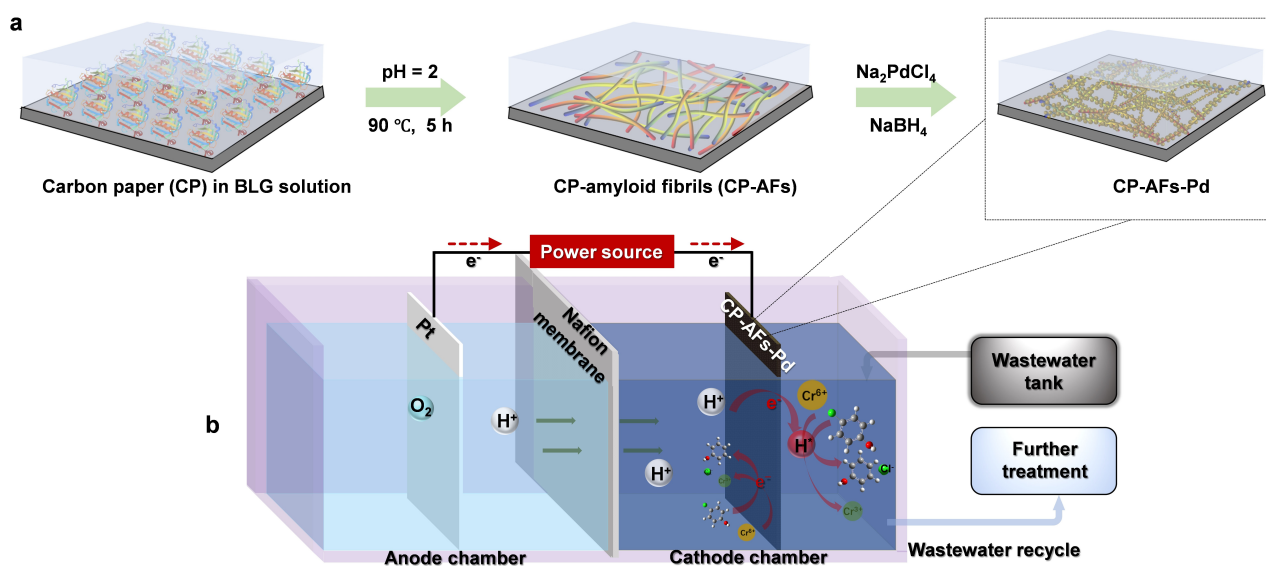 a
pH = 2
90 ℃, 5 h
Na₂PdCl₄
NaBH₄
Carbon paper (CP) in BLG solution
CP-amyloid fibrils (CP-AFs)
CP-AFs-Pd
b
Power source
e⁻
e⁻
Pt
Nafion
membrane
CP-AFs-Pd
O₂
H⁺
H⁺
H⁺
e⁻
Cr⁶⁺
H*
Cl⁻
Cr³⁺
e⁻
Cr³⁺
Cr⁶⁺
Wastewater
tank
Further
treatment
Anode chamber
Cathode chamber
Wastewater recycle